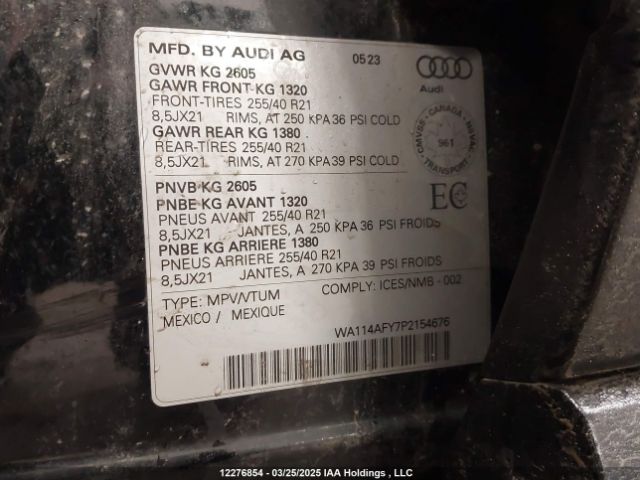 MFD. BY AUDI AG 0523
GVWR KG 2605
GAWR FRONT KG 1320
FRONT-TIRES 255/40 R21
8,5JX21 RIMS, AT 250 KPA 36 PSI COLD
GAWR REAR KG 1380
REAR-TIRES 255/40 R21
8,5JX21 RIMS, AT 270 KPA 39 PSI COLD
Audi
CMVSS - CANADA - NSVAC
961
TRANSPORT
PNVB KG 2605
PNBE KG AVANT 1320
PNEUS AVANT 255/40 R21
8,5JX21 JANTES, A 250 KPA 36 PSI FROIDS
PNBE KG ARRIERE 1380
PNEUS ARRIERE 255/40 R21
8,5JX21 JANTES, A 270 KPA 39 PSI FROIDS
EC
TYPE: MPV/VTUM COMPLY: ICES/NMB - 002
MEXICO / MEXIQUE
WA114AFY7P2154676
12276854 - 03/25/2025 IAA Holdings , LLC